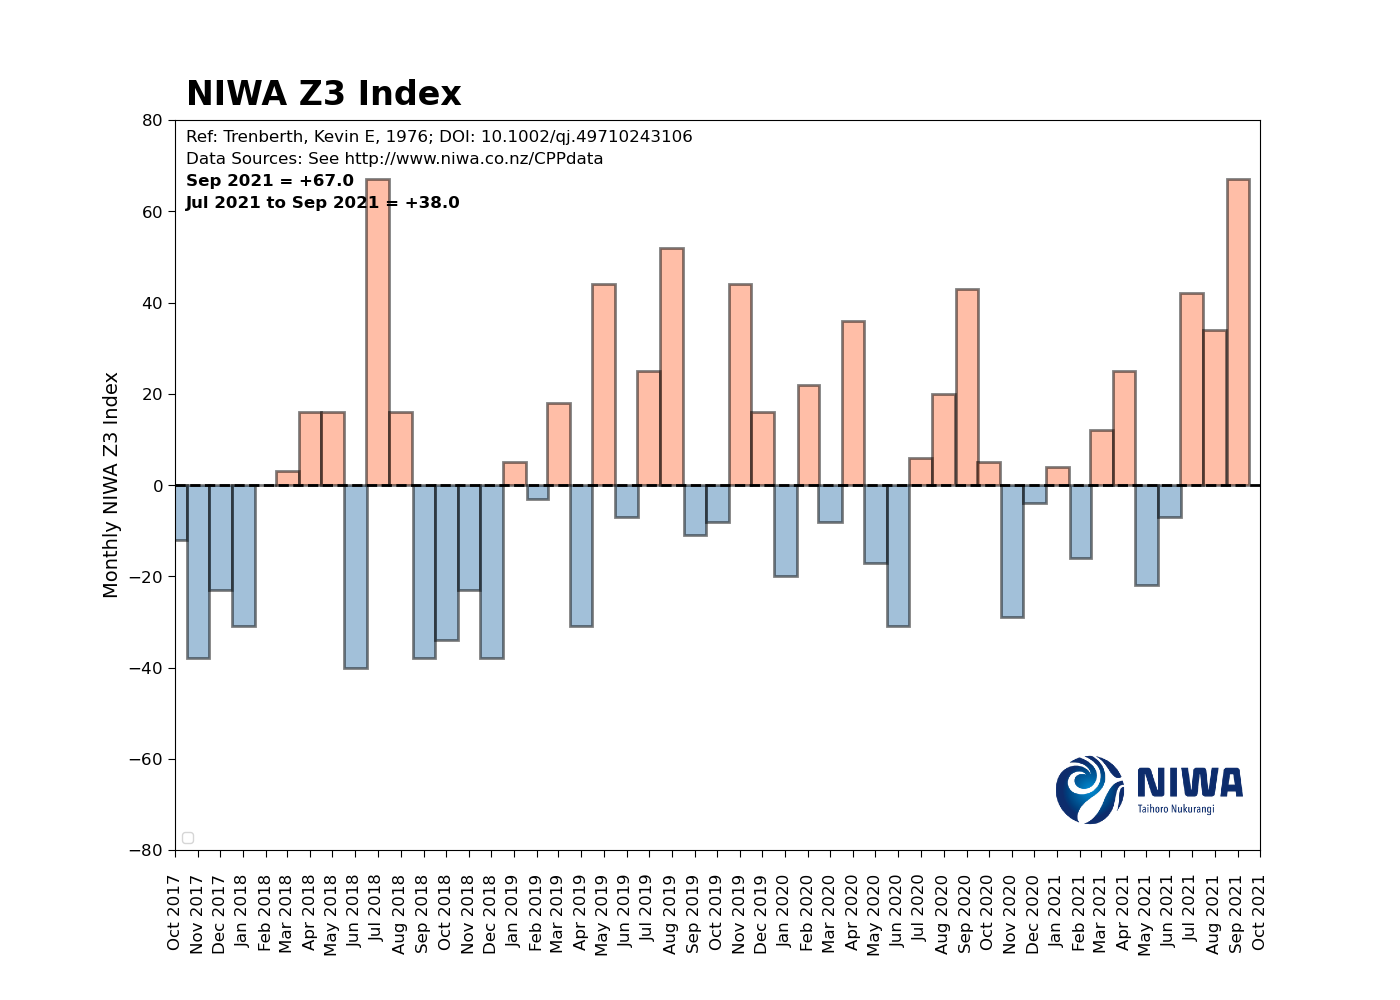 NIWA Z3 Index
Ref: Trenberth, Kevin E, 1976; DOI: 10.1002/qj.49710243106
Data Sources: See http://www.niwa.co.nz/CPPdata
Sep 2021 = +67.0
Jul 2021 to Sep 2021 = +38.0
Monthly NIWA Z3 Index
80
60
40
20
0
−20
−40
−60
−80
NIWA
Taihoro Nukurangi
Oct 2017
Nov 2017
Dec 2017
Jan 2018
Feb 2018
Mar 2018
Apr 2018
May 2018
Jun 2018
Jul 2018
Aug 2018
Sep 2018
Oct 2018
Nov 2018
Dec 2018
Jan 2019
Feb 2019
Mar 2019
Apr 2019
May 2019
Jun 2019
Jul 2019
Aug 2019
Sep 2019
Oct 2019
Nov 2019
Dec 2019
Jan 2020
Feb 2020
Mar 2020
Apr 2020
May 2020
Jun 2020
Jul 2020
Aug 2020
Sep 2020
Oct 2020
Nov 2020
Dec 2020
Jan 2021
Feb 2021
Mar 2021
Apr 2021
May 2021
Jun 2021
Jul 2021
Aug 2021
Sep 2021
Oct 2021